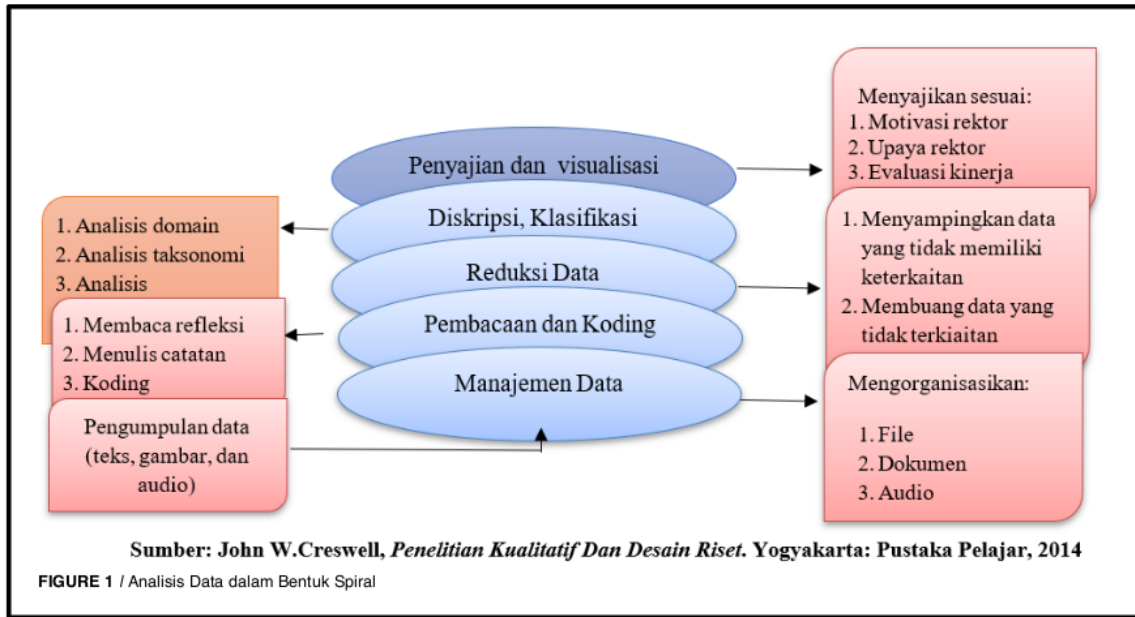 Penyajian dan visualisasi
Diskripsi, Klasifikasi
Reduksi Data
Pembacaan dan Koding
Manajemen Data
1. Analisis domain
2. Analisis taksonomi
3. Analisis
1. Membaca refleksi
2. Menulis catatan
3. Koding
Pengumpulan data
(teks, gambar, dan
audio)
Menyajikan sesuai:
1. Motivasi rektor
2. Upaya rektor
3. Evaluasi kinerja
1. Menyampingkan data
yang tidak memiliki
keterkaitan
2. Membuang data yang
tidak terkiaitan
Mengorganisasikan:
1. File
2. Dokumen
3. Audio
Sumber: John W.Creswell, Penelitian Kualitatif Dan Desain Riset. Yogyakarta: Pustaka Pelajar, 2014
FIGURE 1 / Analisis Data dalam Bentuk Spiral